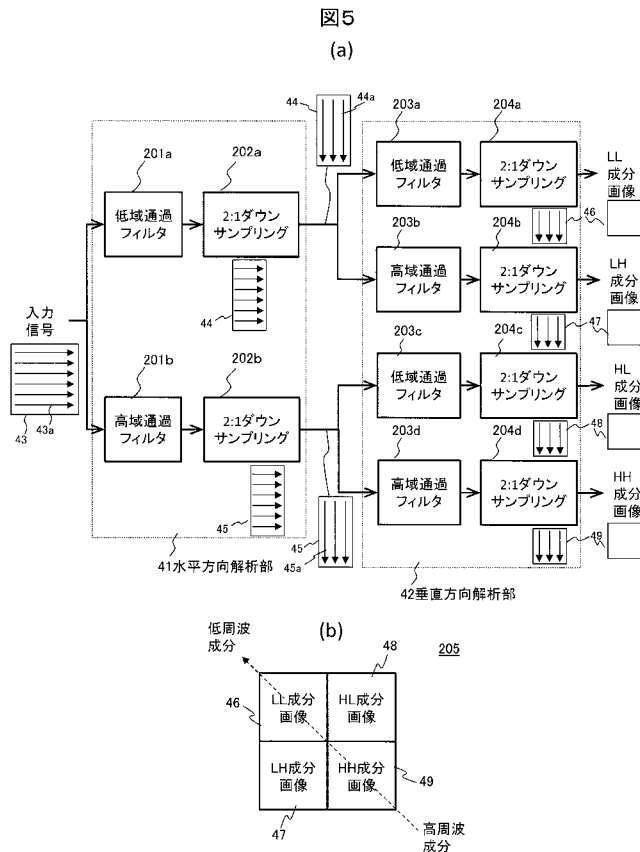 図5
(a)
44
44a
203a
204a
201a
202a
低域通過
フィルタ
2:1ダウン
サンプリング
LL
成分
画像
46
低域通過
フィルタ
2:1ダウン
サンプリング
44
203b
204b
高域通過
フィルタ
2:1ダウン
サンプリング
LH
成分
画像
47
入力
信号
43
43a
201b
202b
高域通過
フィルタ
2:1ダウン
サンプリング
45
203c
204c
低域通過
フィルタ
2:1ダウン
サンプリング
HL
成分
画像
48
203d
204d
高域通過
フィルタ
2:1ダウン
サンプリング
HH
成分
画像
49
45
45a
41水平方向解析部
42垂直方向解析部
(b)
205
低周波
成分
48
46
LL成分
画像
HL成分
画像
LH成分
画像
HH成分
画像
49
47
高周波
成分